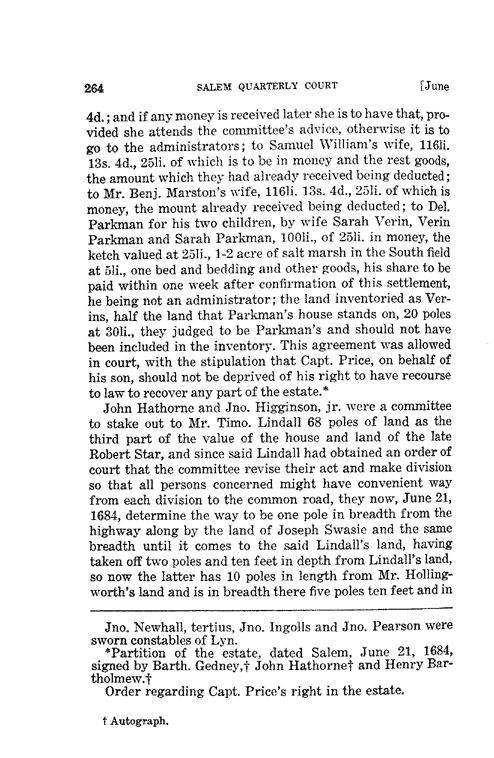 264 SALEM QUARTERLY COURT [June
4d.; and if any money is received later she is to have that, pro-
vided she attends the committee's advice, otherwise it is to
go to the administrators; to Samuel William's wife, 116li.
13s. 4d., 25li. of which is to be in money and the rest goods,
the amount which they had already received being deducted;
to Mr. Benj. Marston's wife, 116li. 13s. 4d., 25li. of which is
money, the mount already received being deducted; to Del.
Parkman for his two children, by wife Sarah Verin, Verin
Parkman and Sarah Parkman, 100li., of 25li. in money, the
ketch valued at 25li., 1-2 acre of salt marsh in the South field
at 5li., one bed and bedding and other goods, his share to be
paid within one week after confirmation of this settlement,
he being not an administrator; the land inventoried as Ver-
ins, half the land that Parkman's house stands on, 20 poles
at 30li., they judged to be Parkman's and should not have
been included in the inventory. This agreement was allowed
in court, with the stipulation that Capt. Price, on behalf of
his son, should not be deprived of his right to have recourse
to law to recover any part of the estate.*
John Hathorne and Jno. Higginson, jr. were a committee
to stake out to Mr. Timo. Lindall 68 poles of land as the
third part of the value of the house and land of the late
Robert Star, and since said Lindall had obtained an order of
court that the committee revise their act and make division
so that all persons concerned might have convenient way
from each division to the common road, they now, June 21,
1684, determine the way to be one pole in breadth from the
highway along by the land of Joseph Swasie and the same
breadth until it comes to the said Lindall's land, having
taken off two poles and ten feet in depth from Lindall's land,
so now the latter has 10 poles in length from Mr. Holling-
worth's land and is in breadth there five poles ten feet and in
Jno. Newhall, tertius, Jno. Ingolls and Jno. Pearson were
sworn constables of Lyn.
*Partition of the estate, dated Salem, June 21, 1684,
signed by Barth. Gedney,† John Hathorne† and Henry Bar-
tholmew.†
Order regarding Capt. Price's right in the estate.
† Autograph.